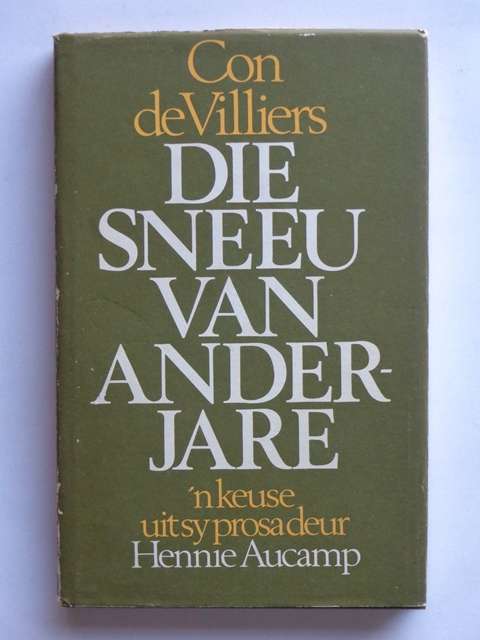 Con
de Villiers
DIE
SNEEU
VAN
ANDER-
JARE
'n keuse
uit sy prosa deur
Hennie Aucamp